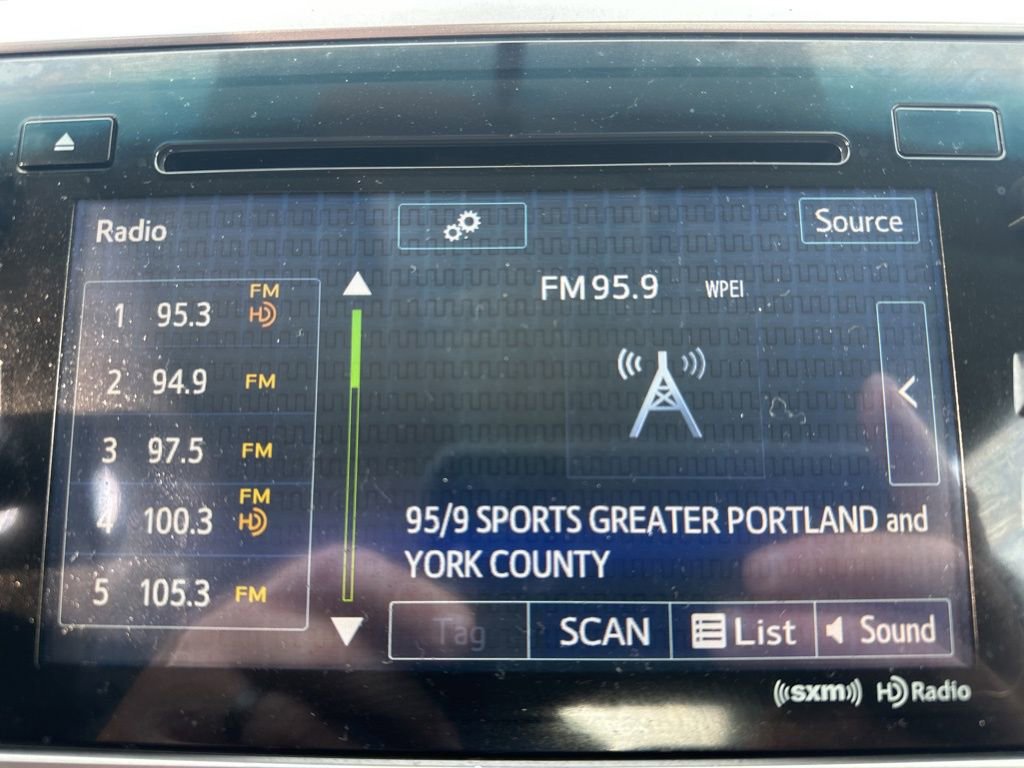 Radio
Source
FM 95.9 WPEI
1 95.3 FM HD
2 94.9 FM
3 97.5 FM
4 100.3 FM HD
5 105.3 FM
95/9 SPORTS GREATER PORTLAND and
YORK COUNTY
Tag SCAN List Sound
((sxm)) HD Radio